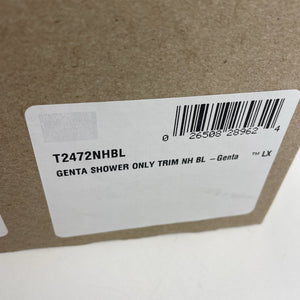 0 26508 28962 4
T2472NHBL
GENTA SHOWER ONLY TRIM NH BL – Genta ™ LX